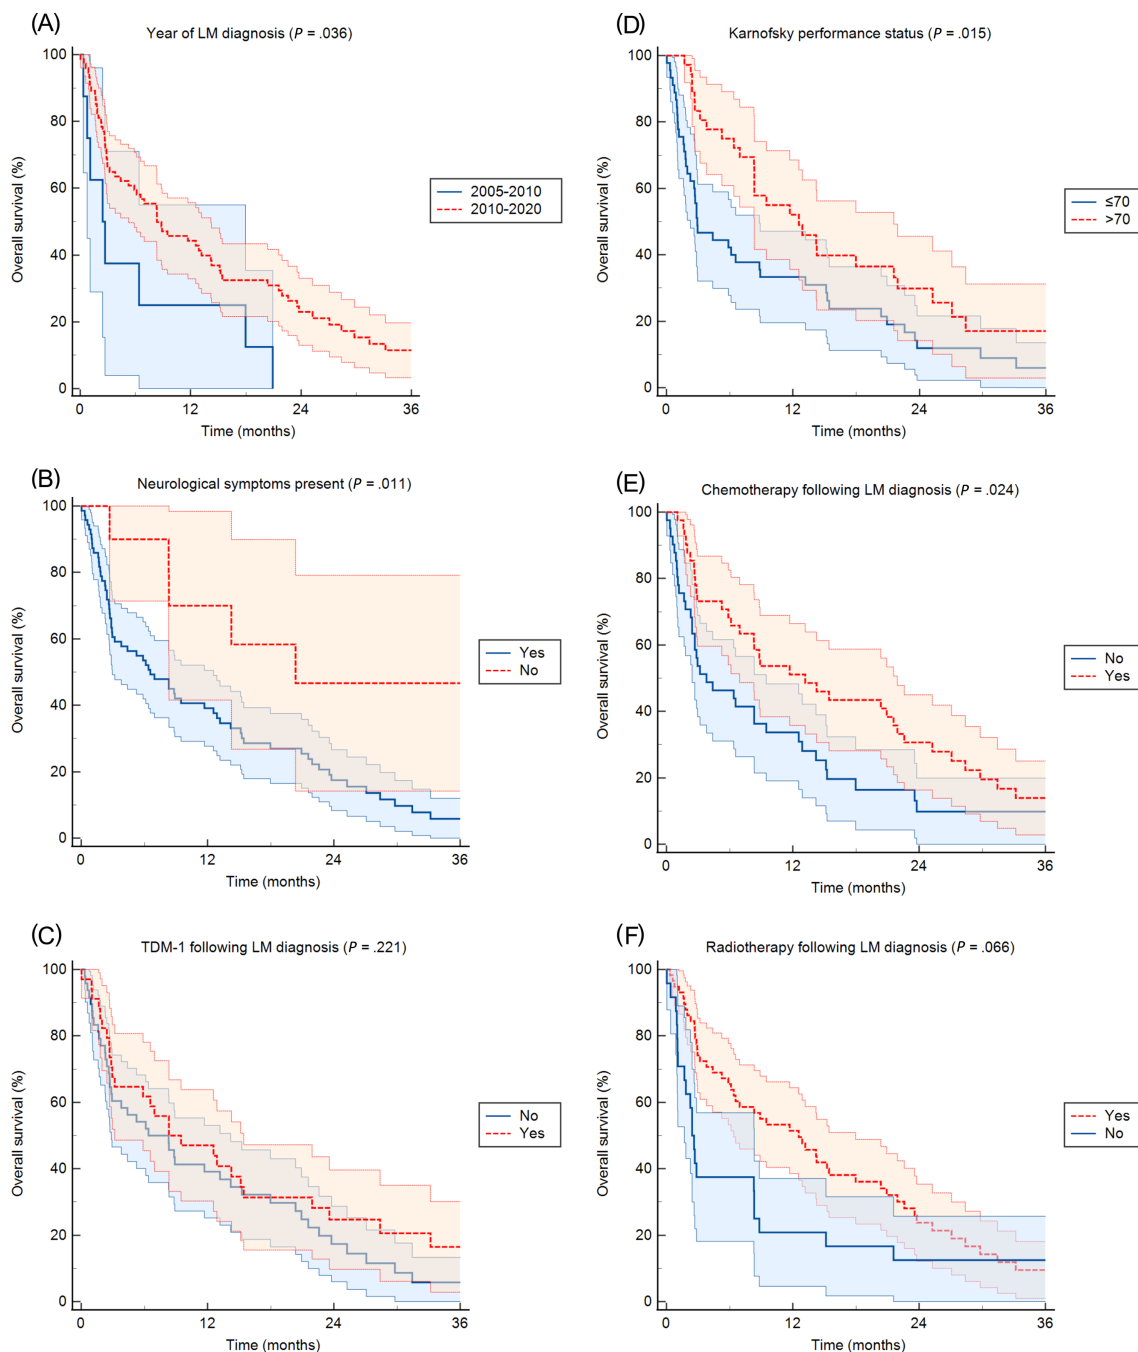 (A)
Year of LM diagnosis (P = .036)
Overall survival (%)
100
80
60
40
20
0
0 12 24 36
Time (months)
2005-2010
2010-2020
(D)
Karnofsky performance status (P = .015)
Overall survival (%)
100
80
60
40
20
0
0 12 24 36
Time (months)
≤70
>70
(B)
Neurological symptoms present (P = .011)
Overall survival (%)
100
80
60
40
20
0
0 12 24 36
Time (months)
Yes
No
(E)
Chemotherapy following LM diagnosis (P = .024)
Overall survival (%)
100
80
60
40
20
0
0 12 24 36
Time (months)
No
Yes
(C)
TDM-1 following LM diagnosis (P = .221)
Overall survival (%)
100
80
60
40
20
0
0 12 24 36
Time (months)
No
Yes
(F)
Radiotherapy following LM diagnosis (P = .066)
Overall survival (%)
100
80
60
40
20
0
0 12 24 36
Time (months)
Yes
No